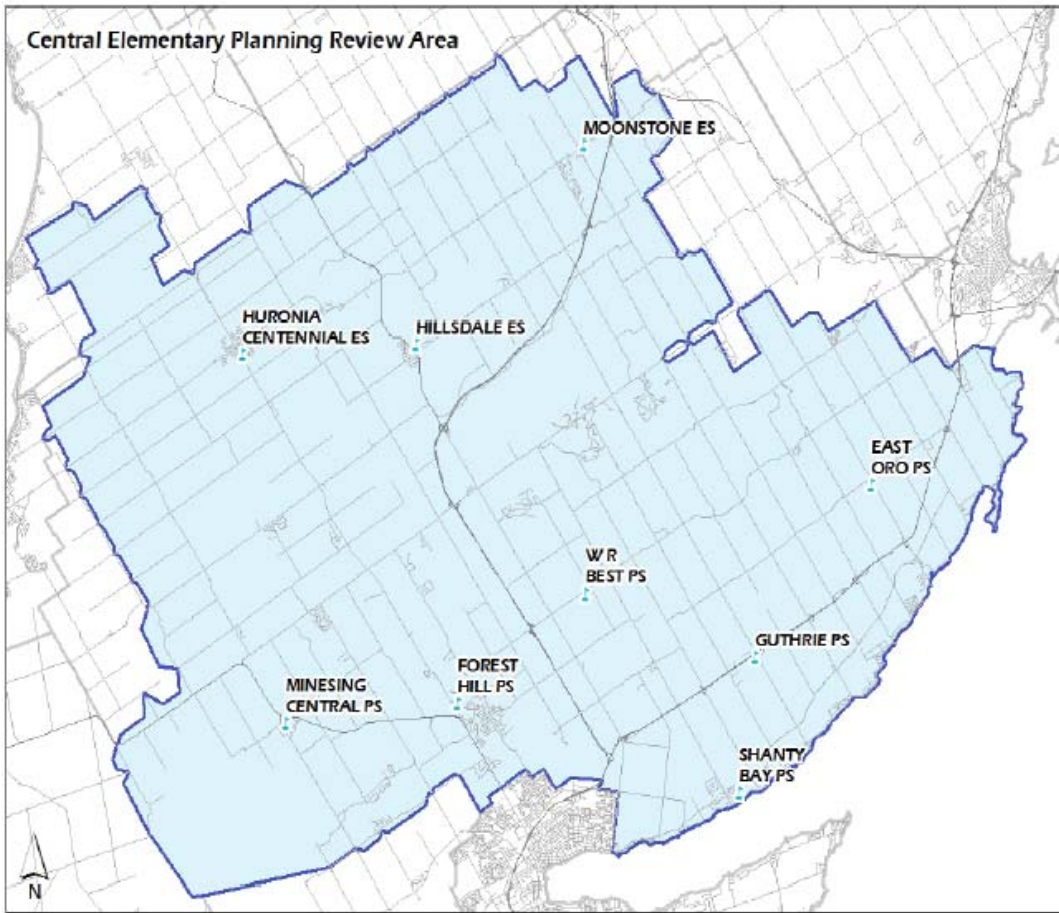 Central Elementary Planning Review Area
MOONSTONE ES
HURONIA
CENTENNIAL ES
HILLSDALE ES
EAST
ORO PS
W R
BEST PS
GUTHRIE PS
FOREST
HILL PS
MINESING
CENTRAL PS
SHANTY
BAY PS
N